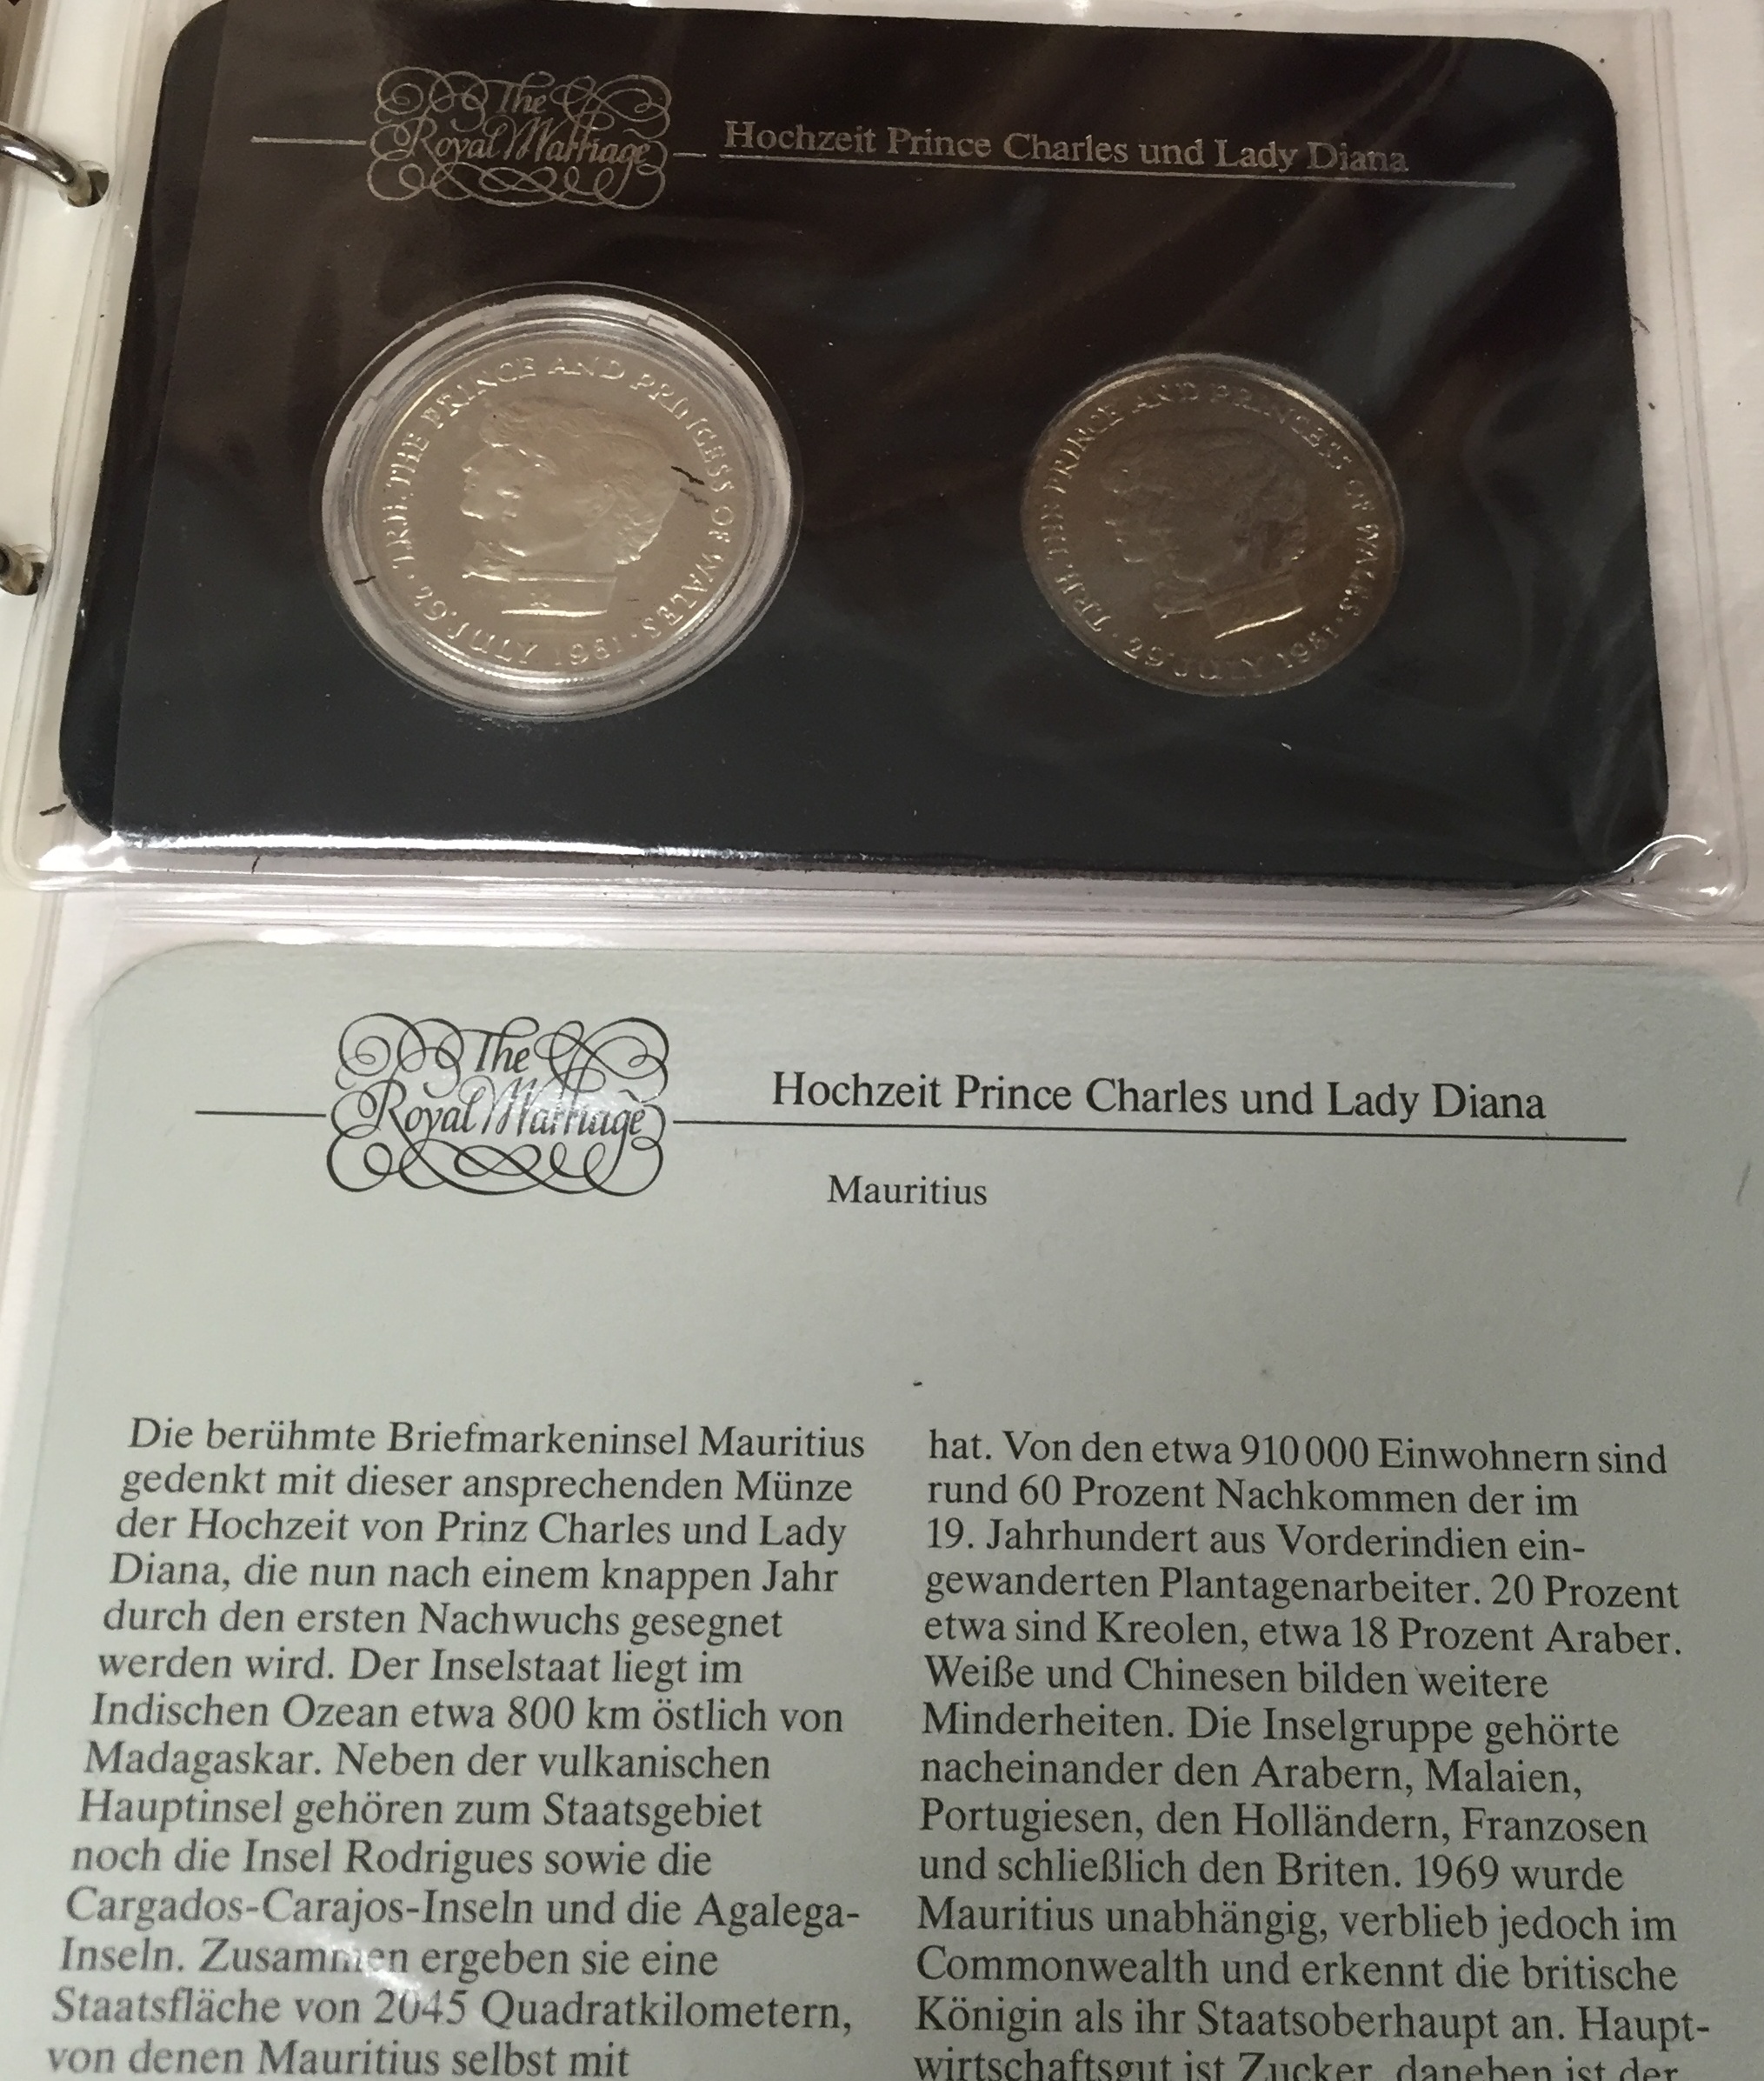 The
Royal Marriage
Hochzeit Prince Charles und Lady Diana
T.R.H. THE PRINCE AND PRINCESS OF WALES · 29 JULY 1981 ·
T.R.H. THE PRINCE AND PRINCESS OF WALES · 29 JULY 1981 ·
The
Royal Marriage
Hochzeit Prince Charles und Lady Diana
Mauritius
Die berühmte Briefmarkeninsel Mauritius
gedenkt mit dieser ansprechenden Münze
der Hochzeit von Prinz Charles und Lady
Diana, die nun nach einem knappen Jahr
durch den ersten Nachwuchs gesegnet
werden wird. Der Inselstaat liegt im
Indischen Ozean etwa 800 km östlich von
Madagaskar. Neben der vulkanischen
Hauptinsel gehören zum Staatsgebiet
noch die Insel Rodrigues sowie die
Cargados-Carajos-Inseln und die Agalega-
Inseln. Zusammen ergeben sie eine
Staatsfläche von 2045 Quadratkilometern,
von denen Mauritius selbst mit
hat. Von den etwa 910 000 Einwohnern sind
rund 60 Prozent Nachkommen der im
19. Jahrhundert aus Vorderindien ein-
gewanderten Plantagenarbeiter. 20 Prozent
etwa sind Kreolen, etwa 18 Prozent Araber.
Weiße und Chinesen bilden weitere
Minderheiten. Die Inselgruppe gehörte
nacheinander den Arabern, Malaien,
Portugiesen, den Holländern, Franzosen
und schließlich den Briten. 1969 wurde
Mauritius unabhängig, verblieb jedoch im
Commonwealth und erkennt die britische
Königin als ihr Staatsoberhaupt an. Haupt-
wirtschaftsgut ist Zucker, daneben ist der